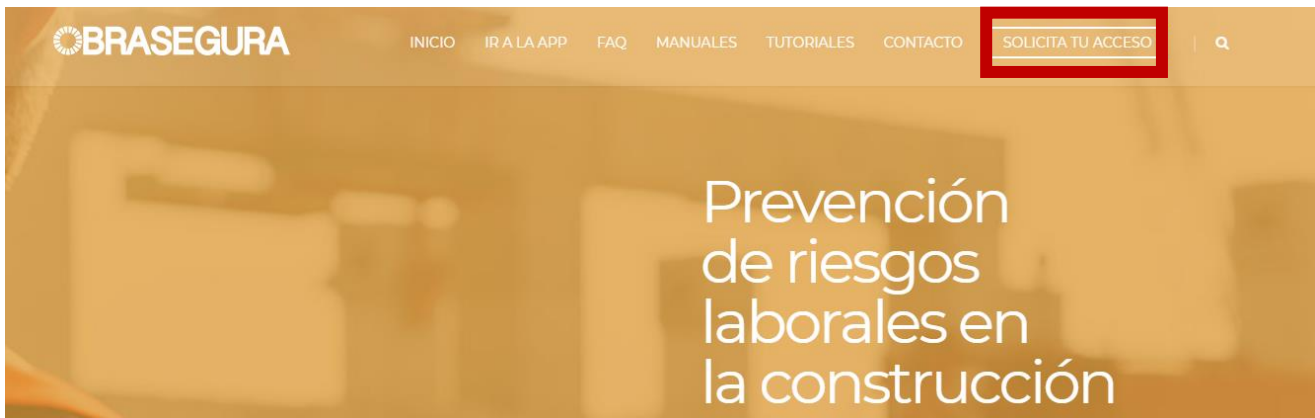 OBRASEGURA INICIO IR A LA APP FAQ MANUALES TUTORIALES CONTACTO SOLICITA TU ACCESO
Prevención
de riesgos
laborales en
la construcción